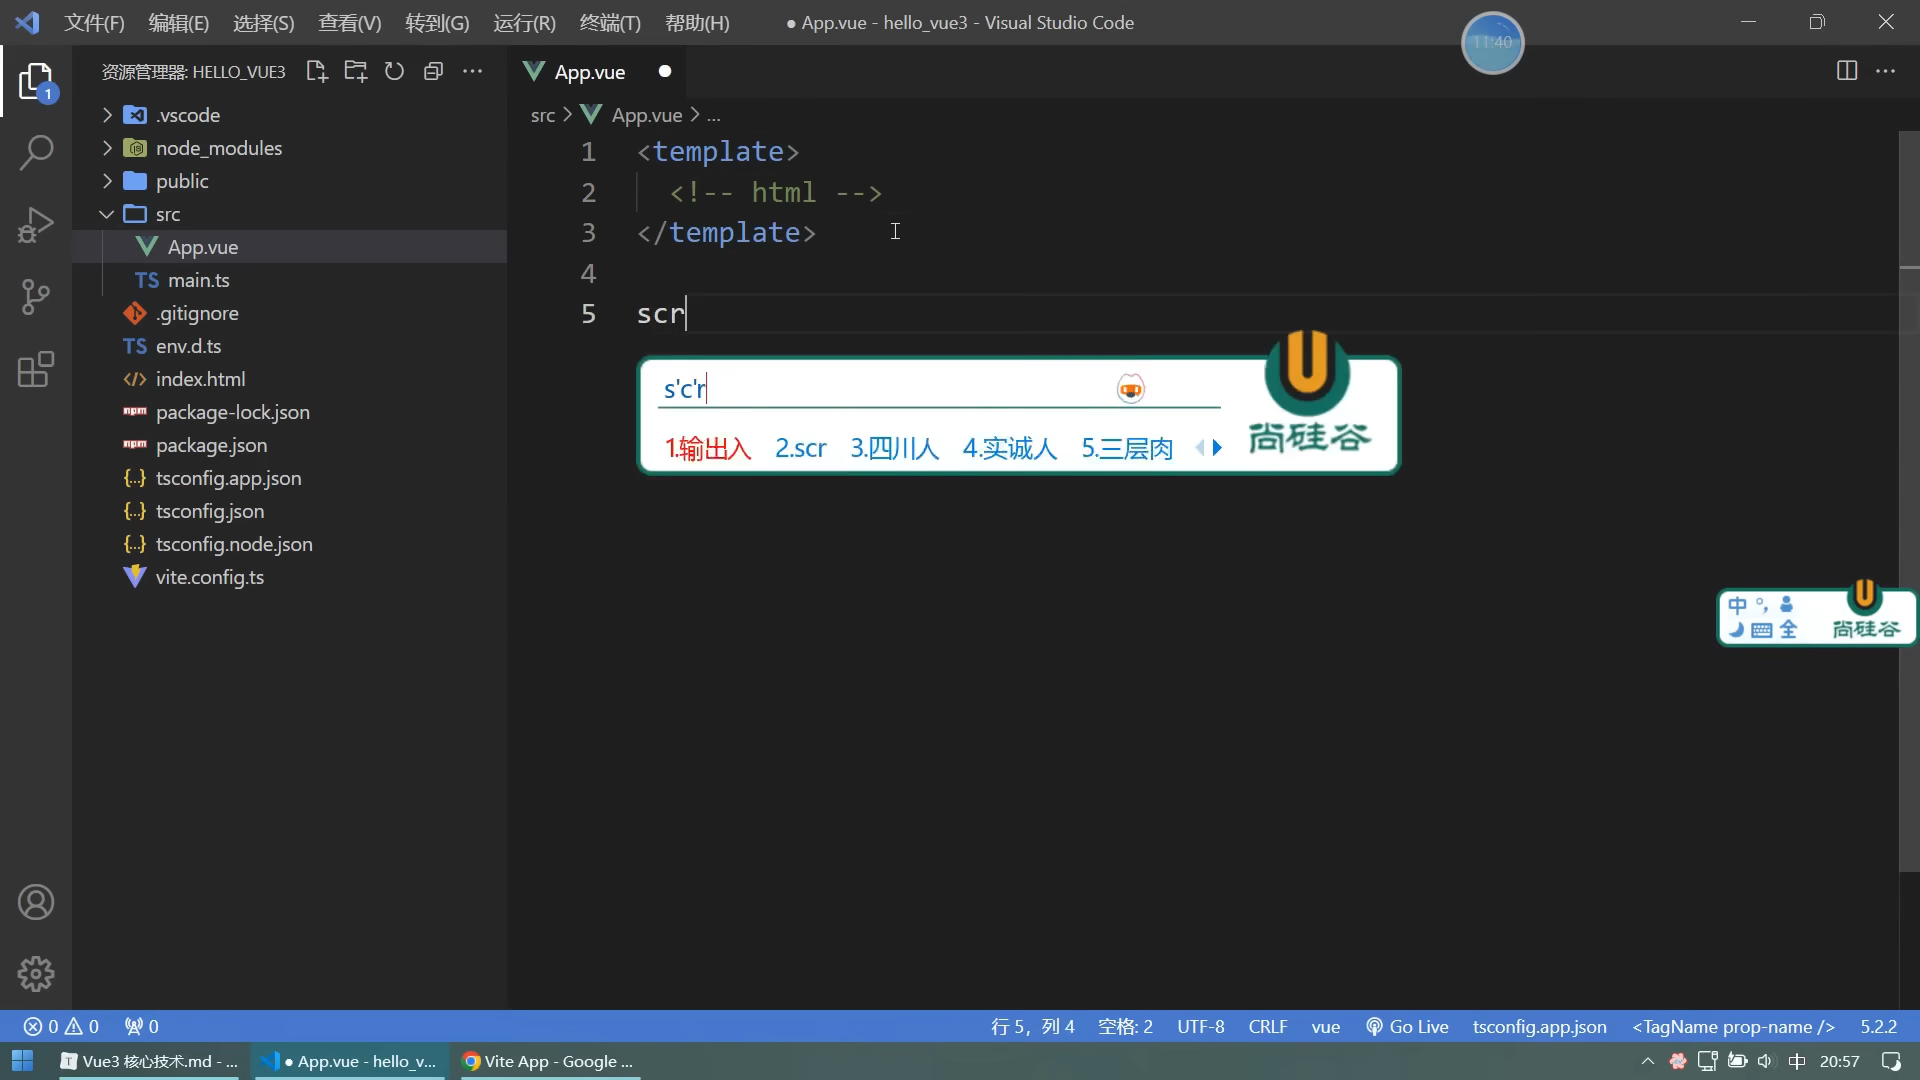 文件(F) 编辑(E) 选择(S) 查看(V) 转到(G) 运行(R) 终端(T) 帮助(H) ● App.vue - hello_vue3 - Visual Studio Code
11:40
资源管理器: HELLO_VUE3
1
.vscode
node_modules
public
src
App.vue
TS main.ts
.gitignore
TS env.d.ts
index.html
package-lock.json
package.json
{...} tsconfig.app.json
{...} tsconfig.json
{...} tsconfig.node.json
vite.config.ts
App.vue
src > App.vue > ...
1 <template>
2 <!-- html -->
3 </template>
4
5 scr
s'c'r
1.输出入 2.scr 3.四川人 4.实诚人 5.三层肉
尚硅谷
中 °, 全
尚硅谷
0 0 0 行 5，列 4 空格: 2 UTF-8 CRLF vue Go Live tsconfig.app.json <TagName prop-name /> 5.2.2
Vue3 核心技术.md - ... ● App.vue - hello_v... Vite App - Google ... 中 20:57